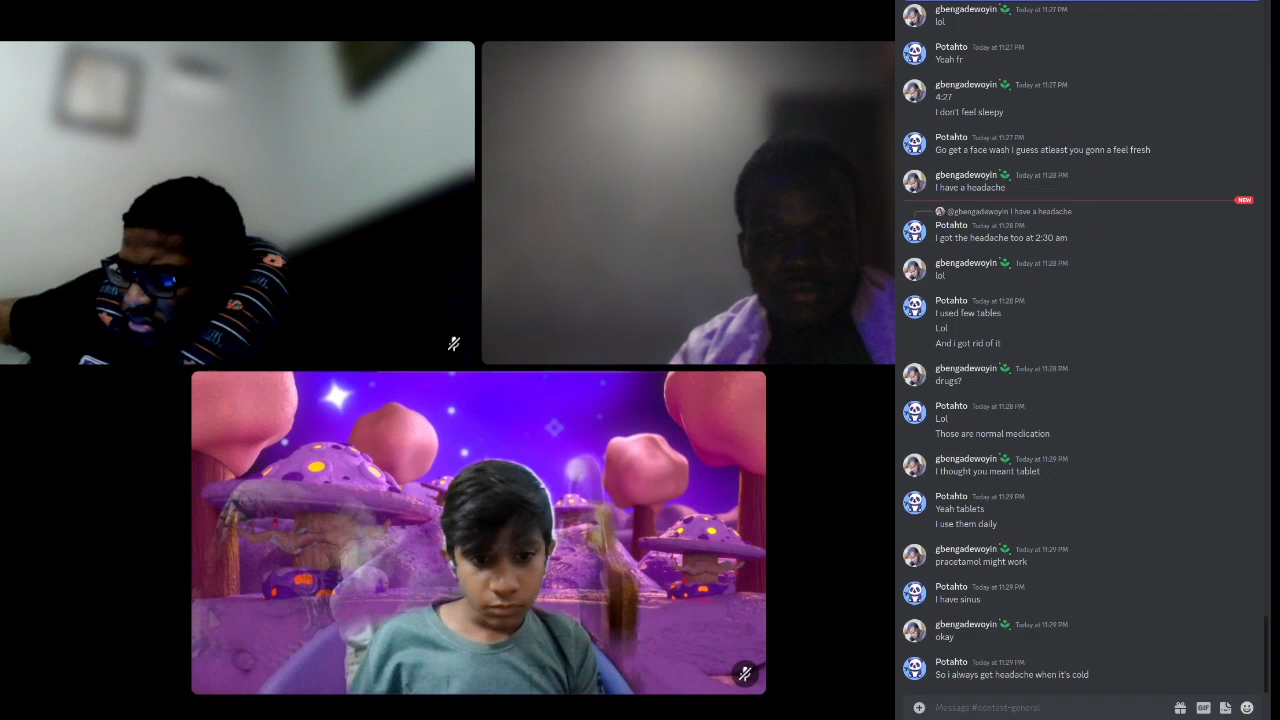 gbengadewoyin Today at 11:27 PM
lol
Potahto Today at 11:27 PM
Yeah fr
gbengadewoyin Today at 11:27 PM
4:27
I don't feel sleepy
Potahto Today at 11:27 PM
Go get a face wash I guess atleast you gonn a feel fresh
gbengadewoyin Today at 11:28 PM
I have a headache
NEW
@gbengadewoyin I have a headache
Potahto Today at 11:28 PM
I got the headache too at 2:30 am
gbengadewoyin Today at 11:28 PM
lol
Potahto Today at 11:28 PM
I used few tables
Lol
And i got rid of it
gbengadewoyin Today at 11:28 PM
drugs?
Potahto Today at 11:28 PM
Lol
Those are normal medication
gbengadewoyin Today at 11:29 PM
I thought you meant tablet
Potahto Today at 11:29 PM
Yeah tablets
I use them daily
gbengadewoyin Today at 11:29 PM
pracetamol might work
Potahto Today at 11:29 PM
I have sinus
gbengadewoyin Today at 11:29 PM
okay
Potahto Today at 11:29 PM
So i always get headache when it's cold
Message #contest-general
GIF